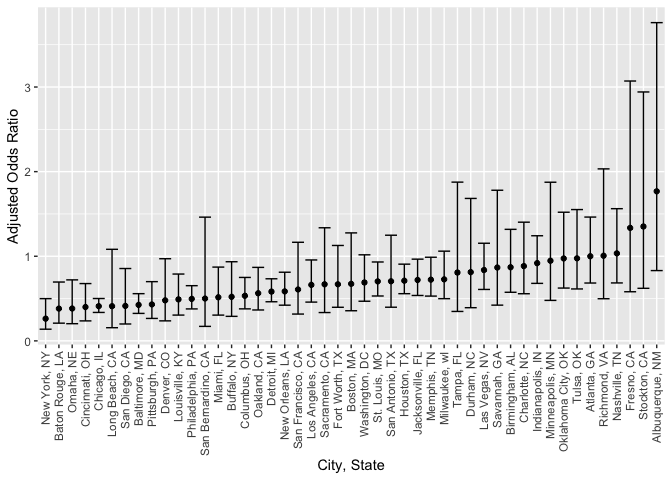 Adjusted Odds Ratio
3
2
1
0
New York, NY
Baton Rouge, LA
Omaha, NE
Cincinnati, OH
Chicago, IL
Long Beach, CA
San Diego, CA
Baltimore, MD
Pittsburgh, PA
Denver, CO
Louisville, KY
Philadelphia, PA
San Bernardino, CA
Miami, FL
Buffalo, NY
Columbus, OH
Oakland, CA
Detroit, MI
New Orleans, LA
San Francisco, CA
Los Angeles, CA
Sacramento, CA
Fort Worth, TX
Boston, MA
Washington, DC
St. Louis, MO
San Antonio, TX
Houston, TX
Jacksonville, FL
Memphis, TN
Milwaukee, wI
Tampa, FL
Durham, NC
Las Vegas, NV
Savannah, GA
Birmingham, AL
Charlotte, NC
Indianapolis, IN
Minneapolis, MN
Oklahoma City, OK
Tulsa, OK
Atlanta, GA
Richmond, VA
Nashville, TN
Fresno, CA
Stockton, CA
Albuquerque, NM
City, State